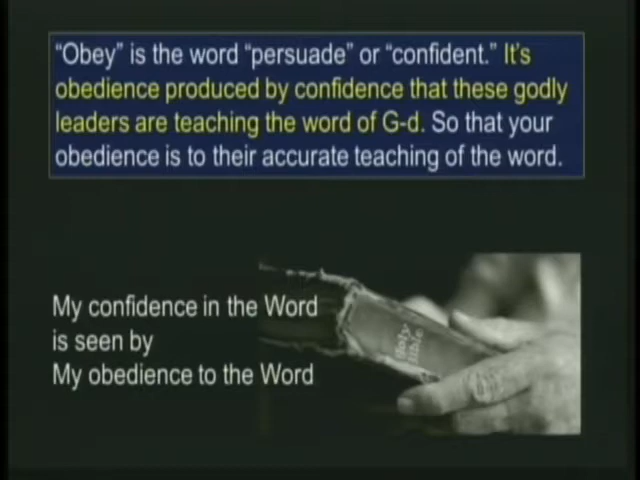 “Obey” is the word “persuade” or “confident.” It’s
obedience produced by confidence that these godly
leaders are teaching the word of G-d. So that your
obedience is to their accurate teaching of the word.
My confidence in the Word
is seen by
My obedience to the Word
Holy
Bible